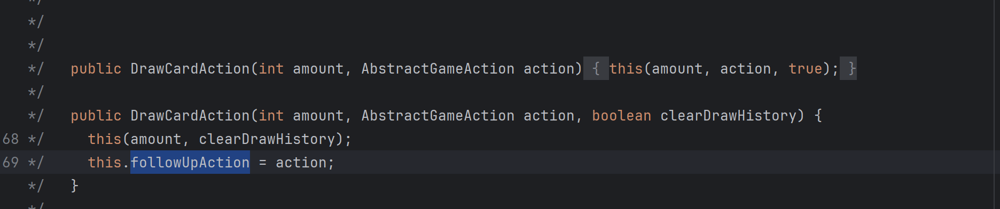 */
*/
*/
*/   public DrawCardAction(int amount, AbstractGameAction action) { this(amount, action, true); }
*/
*/   public DrawCardAction(int amount, AbstractGameAction action, boolean clearDrawHistory) {
68 */     this(amount, clearDrawHistory);
69 */     this.followUpAction = action;
*/   }
*/